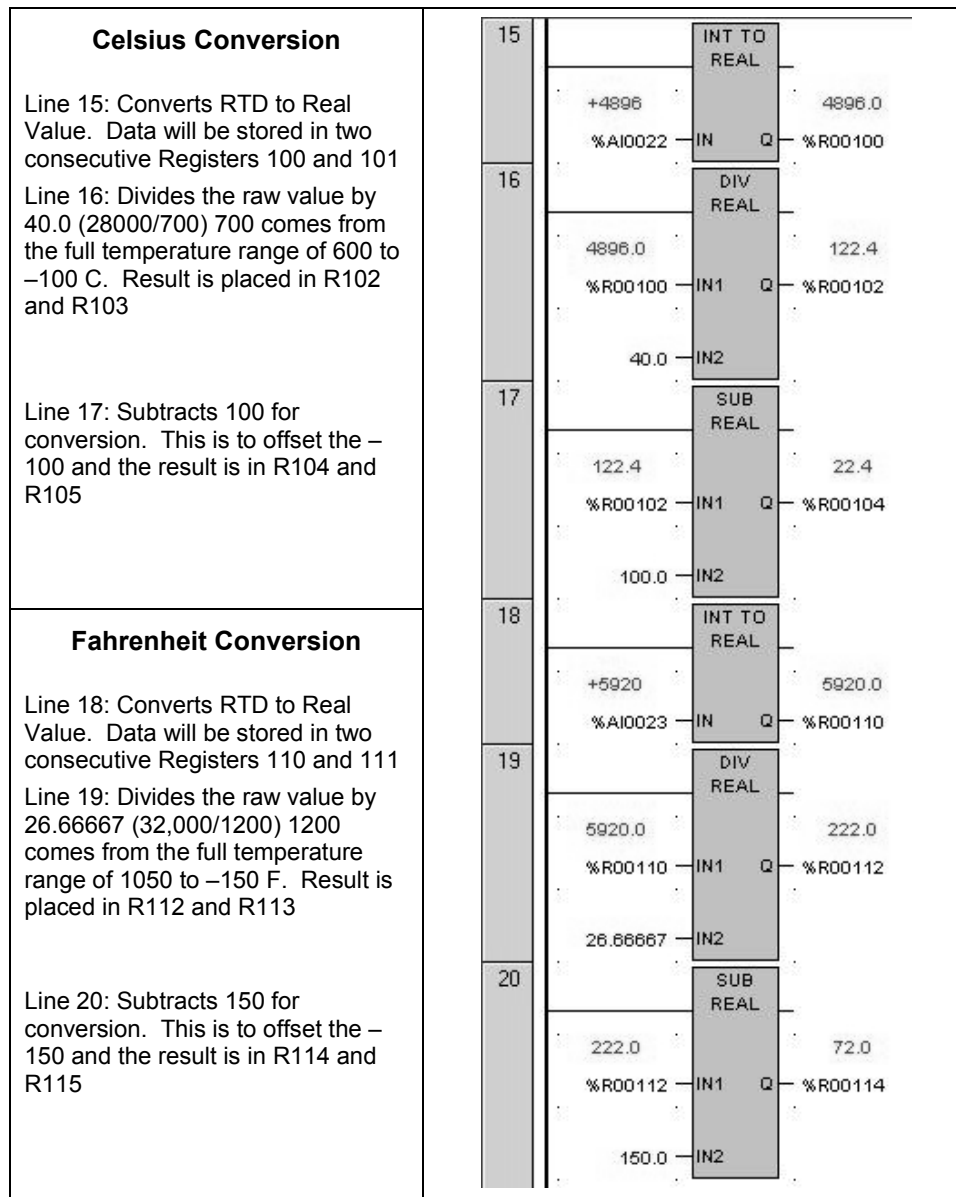 Celsius Conversion
Line 15: Converts RTD to Real
Value.  Data will be stored in two
consecutive Registers 100 and 101
Line 16: Divides the raw value by
40.0 (28000/700) 700 comes from
the full temperature range of 600 to
–100 C.  Result is placed in R102
and R103
Line 17: Subtracts 100 for
conversion.  This is to offset the –
100 and the result is in R104 and
R105
15
INT TO
REAL
+4896 4896.0
%AI0022 IN Q %R00100
16
DIV
REAL
4896.0 122.4
%R00100 IN1 Q %R00102
40.0 IN2
17
SUB
REAL
122.4 22.4
%R00102 IN1 Q %R00104
100.0 IN2
Fahrenheit Conversion
Line 18: Converts RTD to Real
Value.  Data will be stored in two
consecutive Registers 110 and 111
Line 19: Divides the raw value by
26.66667 (32,000/1200) 1200
comes from the full temperature
range of 1050 to –150 F.  Result is
placed in R112 and R113
Line 20: Subtracts 150 for
conversion.  This is to offset the –
150 and the result is in R114 and
R115
18
INT TO
REAL
+5920 5920.0
%AI0023 IN Q %R00110
19
DIV
REAL
5920.0 222.0
%R00110 IN1 Q %R00112
26.66667 IN2
20
SUB
REAL
222.0 72.0
%R00112 IN1 Q %R00114
150.0 IN2